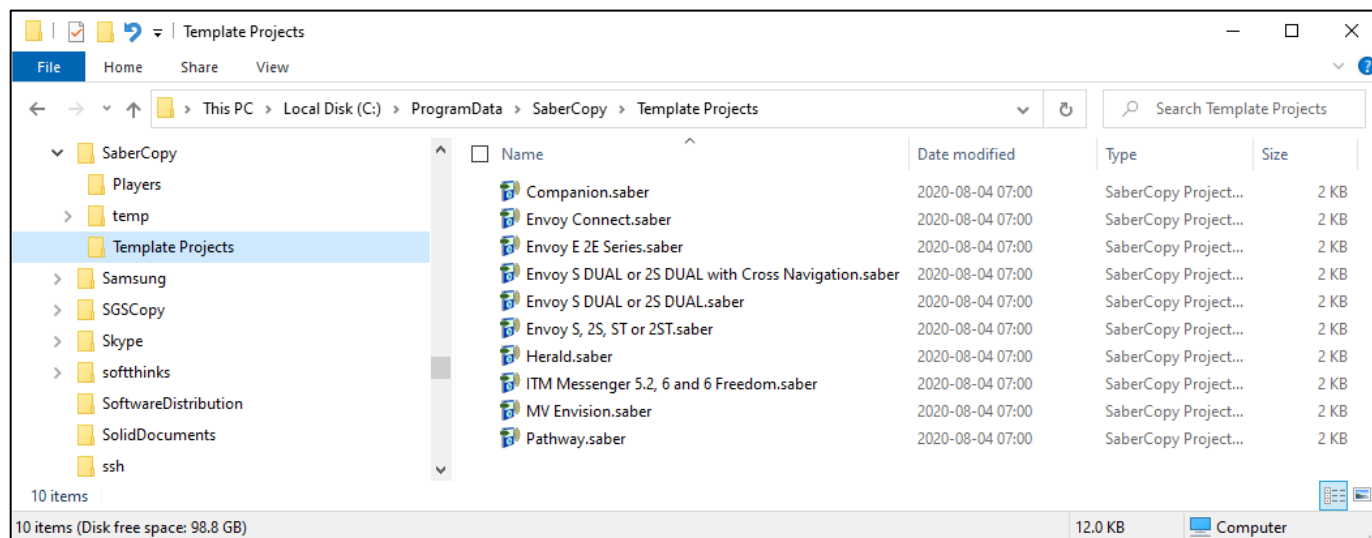 Template Projects
File Home Share View
This PC > Local Disk (C:) > ProgramData > SaberCopy > Template Projects Search Template Projects
SaberCopy
Players
temp
Template Projects
Samsung
SGSCopy
Skype
softthinks
SoftwareDistribution
SolidDocuments
ssh
Name Date modified Type Size
Companion.saber 2020-08-04 07:00 SaberCopy Project... 2 KB
Envoy Connect.saber 2020-08-04 07:00 SaberCopy Project... 2 KB
Envoy E 2E Series.saber 2020-08-04 07:00 SaberCopy Project... 2 KB
Envoy S DUAL or 2S DUAL with Cross Navigation.saber 2020-08-04 07:00 SaberCopy Project... 2 KB
Envoy S DUAL or 2S DUAL.saber 2020-08-04 07:00 SaberCopy Project... 2 KB
Envoy S, 2S, ST or 2ST.saber 2020-08-04 07:00 SaberCopy Project... 2 KB
Herald.saber 2020-08-04 07:00 SaberCopy Project... 2 KB
ITM Messenger 5.2, 6 and 6 Freedom.saber 2020-08-04 07:00 SaberCopy Project... 2 KB
MV Envision.saber 2020-08-04 07:00 SaberCopy Project... 2 KB
Pathway.saber 2020-08-04 07:00 SaberCopy Project... 2 KB
10 items
10 items (Disk free space: 98.8 GB) 12.0 KB Computer